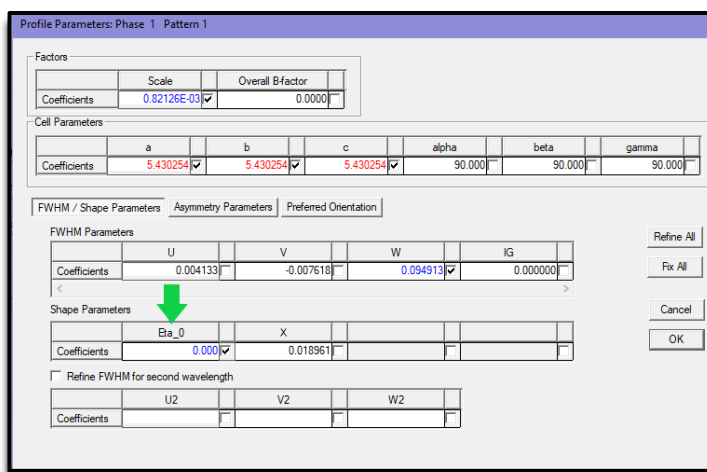 Profile Parameters: Phase 1 Pattern 1
Factors
Scale Overall B-factor
Coefficients 0.82126E-03 0.0000
Cell Parameters
a b c alpha beta gamma
Coefficients 5.430254 5.430254 5.430254 90.000 90.000 90.000
FWHM / Shape Parameters Asymmetry Parameters Preferred Orientation
FWHM Parameters
U V W IG
Coefficients 0.004133 -0.007618 0.094913 0.000000
Refine All
Fix All
Shape Parameters
Eta_0 X
Coefficients 0.000 0.018961
Cancel
OK
Refine FWHM for second wavelength
U2 V2 W2
Coefficients